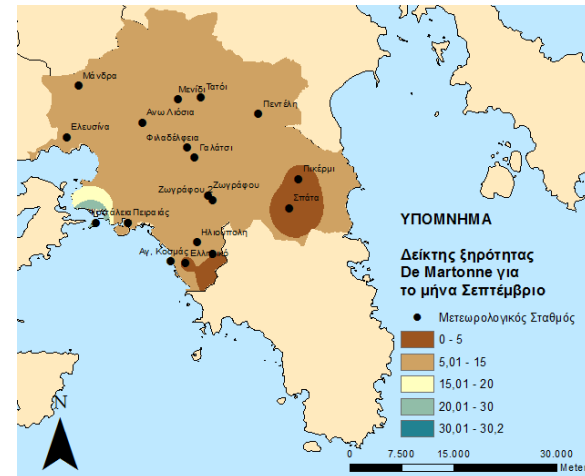 Μάνδρα
Μενίδι
Τατόι
Πεντέλη
Ανω Λιόσια
Ελευσίνα
Φιλαδέλφεια
Γαλάτσι
Πικέρμι
Ζωγράφου 2
Ζωγράφου
Σπάτα
Πειραιάς
Ηλιούπολη
Αγ. Κοσμάς
Ελληνικό
ΥΠΟΜΝΗΜΑ
Δείκτης ξηρότητας
De Martonne για
το μήνα Σεπτέμβριο
Μετεωρολογικός Σταθμός
0 - 5
5,01 - 15
15,01 - 20
20,01 - 30
30,01 - 30,2
N
0 7.500 15.000 30.000
Mete